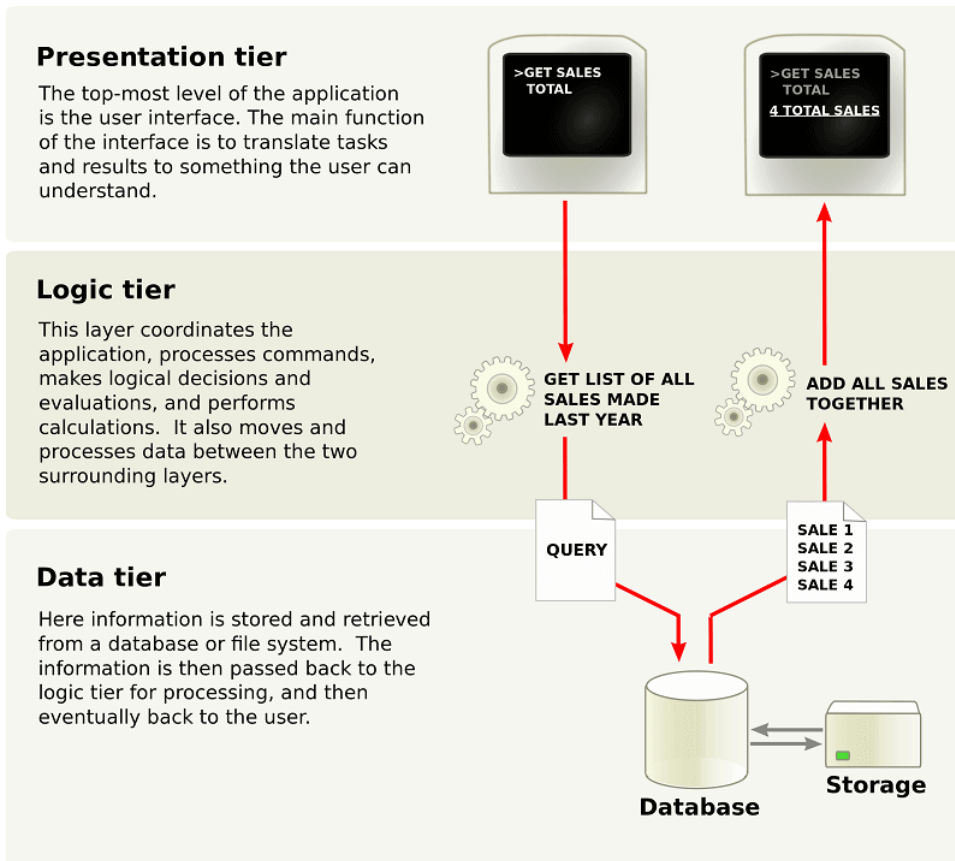 Presentation tier
The top-most level of the application
is the user interface. The main function
of the interface is to translate tasks
and results to something the user can
understand.
>GET SALES
TOTAL
>GET SALES
TOTAL
4 TOTAL SALES
Logic tier
This layer coordinates the
application, processes commands,
makes logical decisions and
evaluations, and performs
calculations.  It also moves and
processes data between the two
surrounding layers.
GET LIST OF ALL
SALES MADE
LAST YEAR
ADD ALL SALES
TOGETHER
QUERY
SALE 1
SALE 2
SALE 3
SALE 4
Data tier
Here information is stored and retrieved
from a database or file system.  The
information is then passed back to the
logic tier for processing, and then
eventually back to the user.
Database
Storage